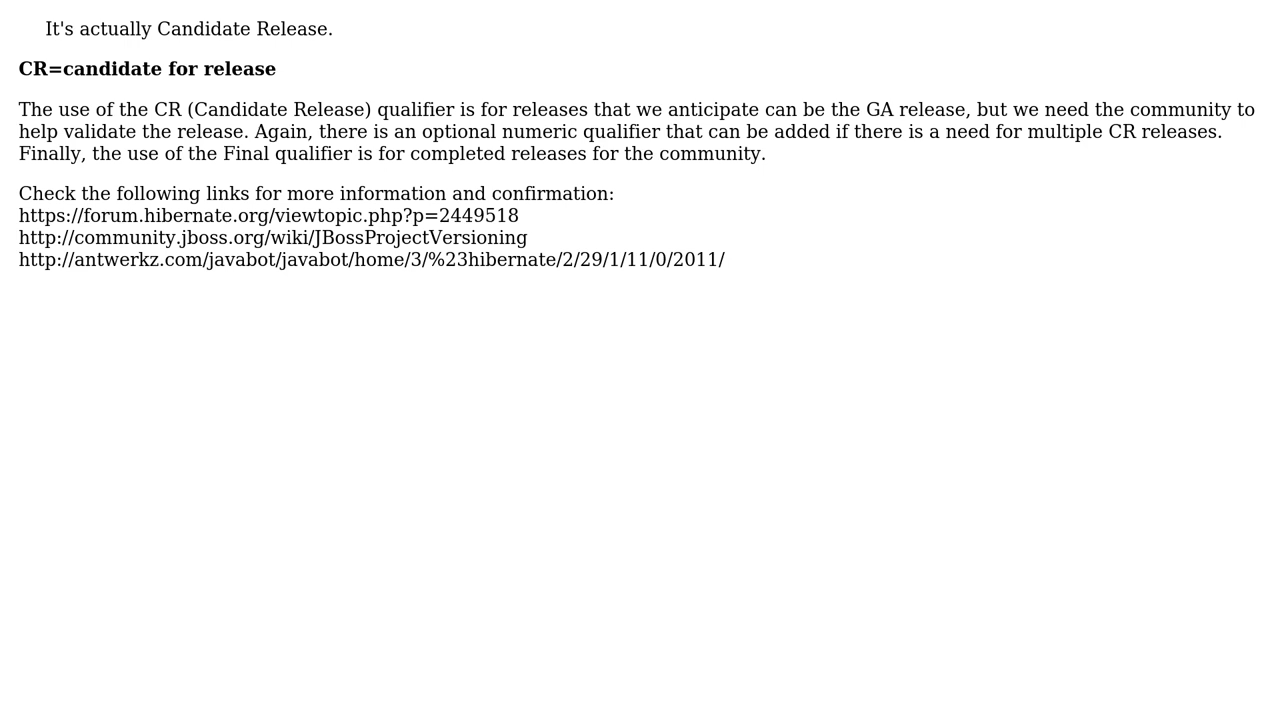 It's actually Candidate Release.
CR=candidate for release
The use of the CR (Candidate Release) qualifier is for releases that we anticipate can be the GA release, but we need the community to
help validate the release. Again, there is an optional numeric qualifier that can be added if there is a need for multiple CR releases.
Finally, the use of the Final qualifier is for completed releases for the community.
Check the following links for more information and confirmation:
https://forum.hibernate.org/viewtopic.php?p=2449518
http://community.jboss.org/wiki/JBossProjectVersioning
http://antwerkz.com/javabot/javabot/home/3/%23hibernate/2/29/1/11/0/2011/